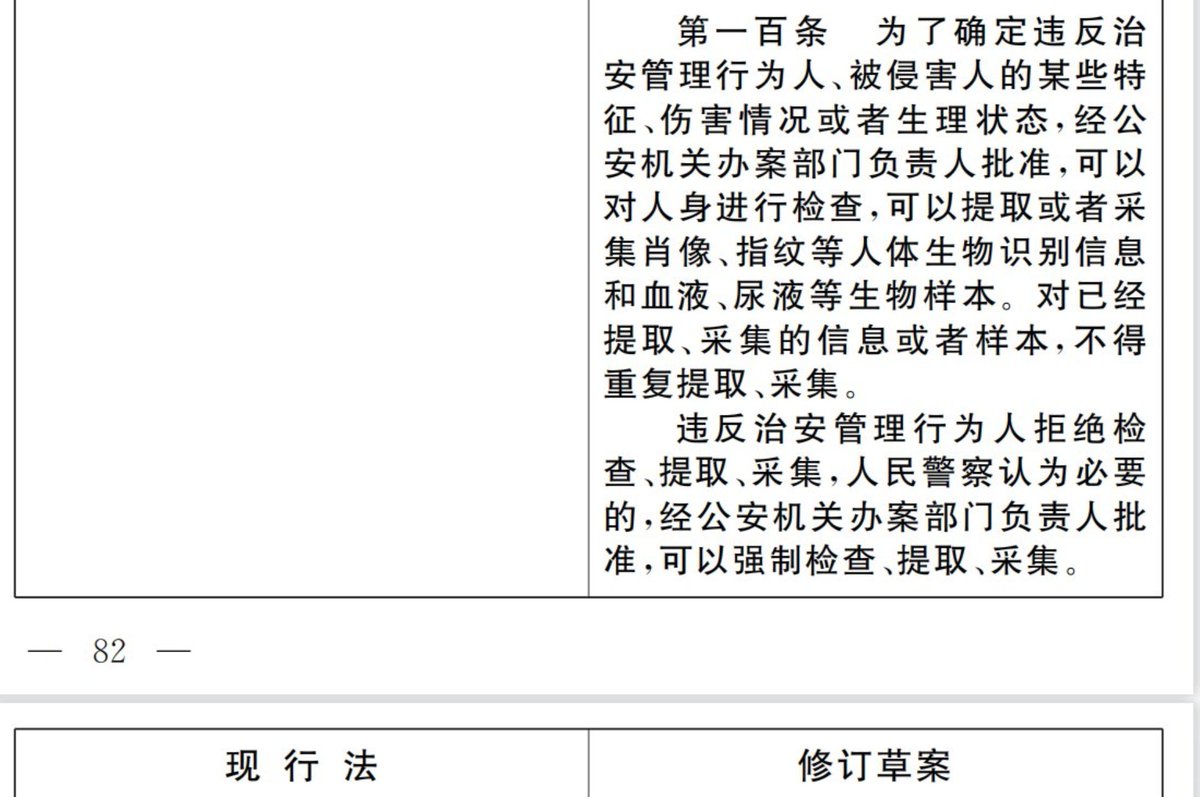 第一百条　为了确定违反治
安管理行为人、被侵害人的某些特
征、伤害情况或者生理状态,经公
安机关办案部门负责人批准,可以
对人身进行检查,可以提取或者采
集肖像、指纹等人体生物识别信息
和血液、尿液等生物样本。对已经
提取、采集的信息或者样本,不得
重复提取、采集。
违反治安管理行为人拒绝检
查、提取、采集,人民警察认为必要
的,经公安机关办案部门负责人批
准,可以强制检查、提取、采集。
— 82 —
现 行 法
修订草案